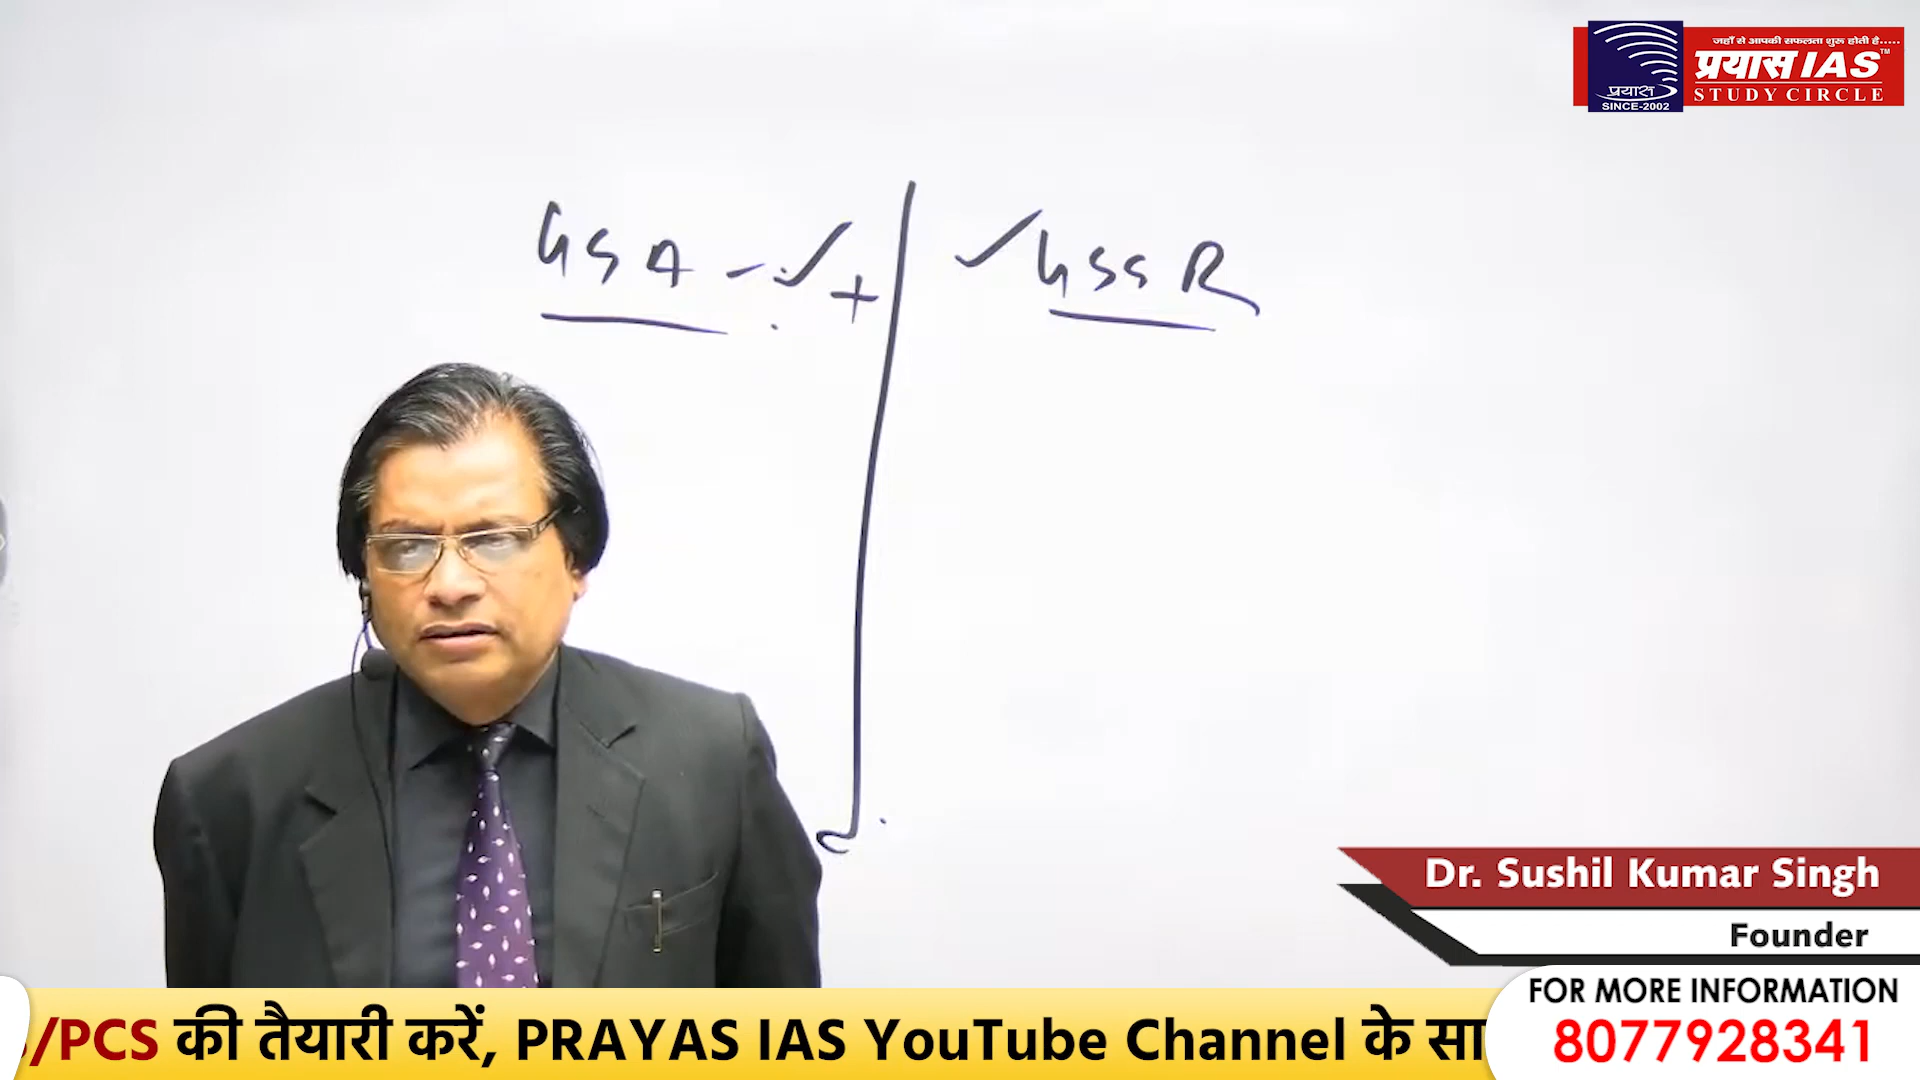 जहाँ से आपकी सफलता शुरू होती है.....
प्रयास IAS TM
STUDY CIRCLE
प्रयास
SINCE-2002
USA - ✓ + ✓ USSR
Dr. Sushil Kumar Singh
Founder
FOR MORE INFORMATION
8077928341
/PCS की तैयारी करें, PRAYAS IAS YouTube Channel के सा